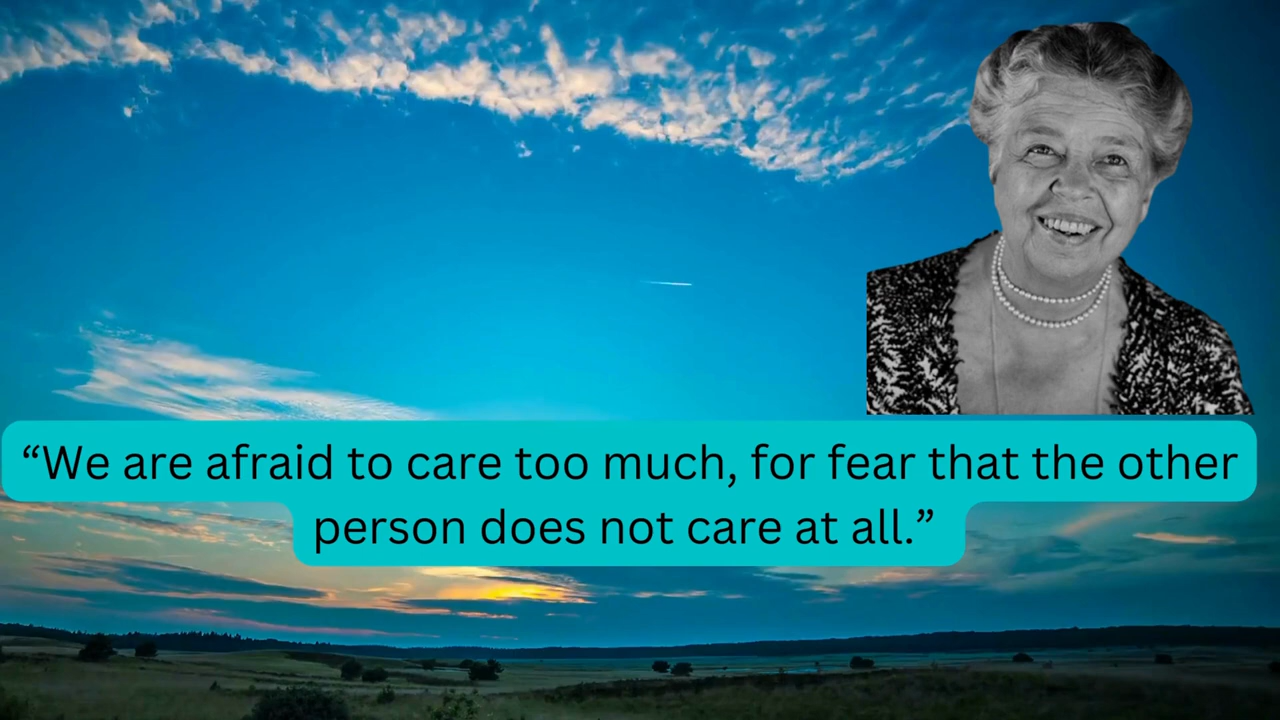 “We are afraid to care too much, for fear that the other
person does not care at all.”